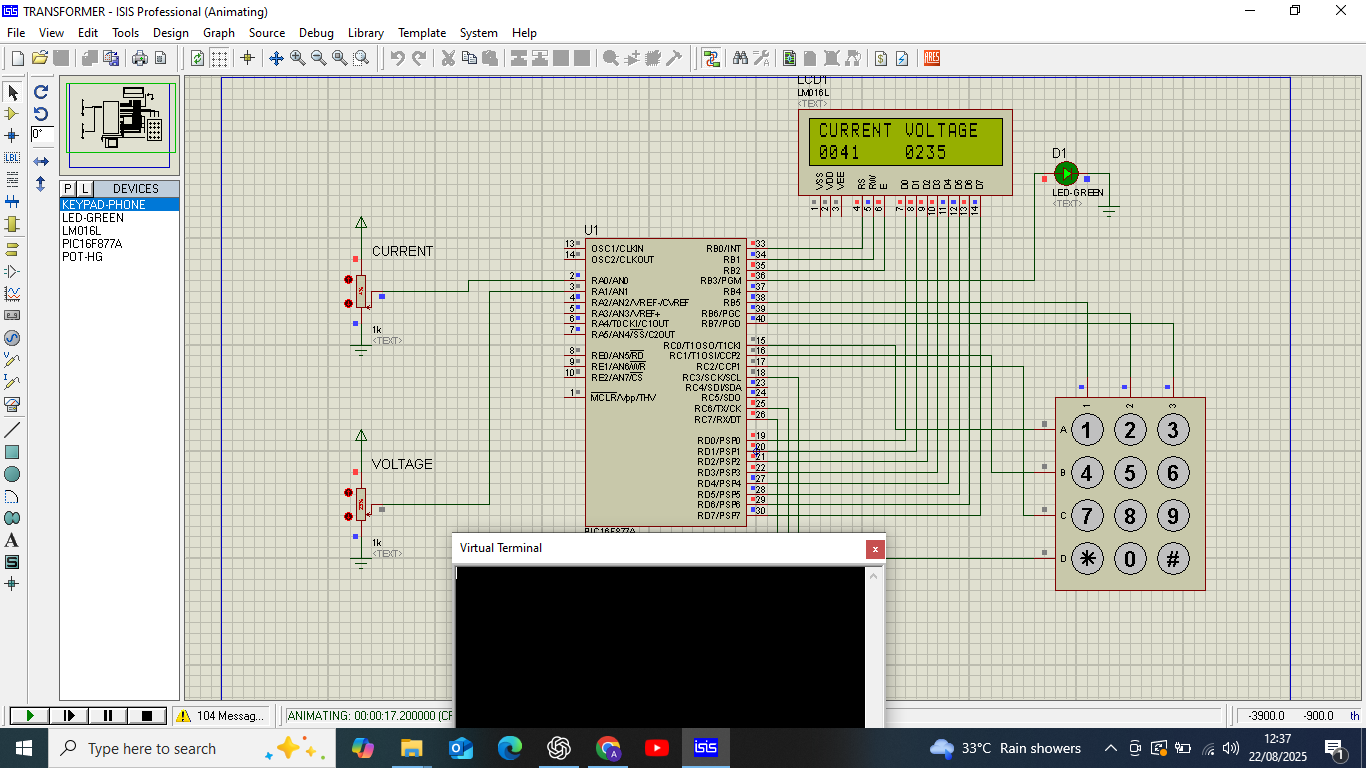 TRANSFORMER - ISIS Professional (Animating)
File View Edit Tools Design Graph Source Debug Library Template System Help
0°
LBL
P L DEVICES
KEYPAD-PHONE
LED-GREEN
LM016L
PIC16F877A
POT-HG
LCD1
LM016L
<TEXT>
CURRENT VOLTAGE
0041 0235
VSS VDD VEE RS RW E D0 D1 D2 D3 D4 D5 D6 D7
1 2 3 4 5 6 7 8 9 10 11 12 13 14
D1
LED-GREEN
<TEXT>
CURRENT
1k
<TEXT>
VOLTAGE
1k
<TEXT>
U1
13 OSC1/CLKIN RB0/INT 33
14 OSC2/CLKOUT RB1 34
RB2 35
2 RA0/AN0 RB3/PGM 36
3 RA1/AN1 RB4 37
4 RA2/AN2/VREF-/CVREF RB5 38
5 RA3/AN3/VREF+ RB6/PGC 39
6 RA4/T0CKI/C1OUT RB7/PGD 40
7 RA5/AN4/SS/C2OUT
RC0/T1OSO/T1CKI 15
8 RE0/AN5/RD RC1/T1OSI/CCP2 16
9 RE1/AN6/WR RC2/CCP1 17
10 RE2/AN7/CS RC3/SCK/SCL 18
RC4/SDI/SDA 23
1 MCLR/Vpp/THV RC5/SDO 24
RC6/TX/CK 25
RC7/RX/DT 26
RD0/PSP0 19
RD1/PSP1 20
RD2/PSP2 21
RD3/PSP3 22
RD4/PSP4 27
RD5/PSP5 28
RD6/PSP6 29
RD7/PSP7 30
PIC16F877A
1 2 3
A 1 2 3
B 4 5 6
C 7 8 9
D * 0 #
Virtual Terminal
104 Messag...
ANIMATING: 00:00:17.200000 (CP
-3900.0 -900.0 th
Type here to search
33°C Rain showers
12:37
22/08/2025
1